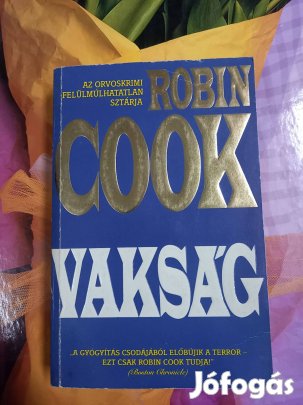 AZ ORVOSKRIMI
FELÜLMÚLHATATLAN
SZTÁRJA
ROBIN
COOK
VAKSÁG
„A GYÓGYÍTÁS CSODÁJÁBÓL ELŐBÚJIK A TERROR –
EZT CSAK ROBIN COOK TUDJA!"
(Boston Chronicle)
Jófogás